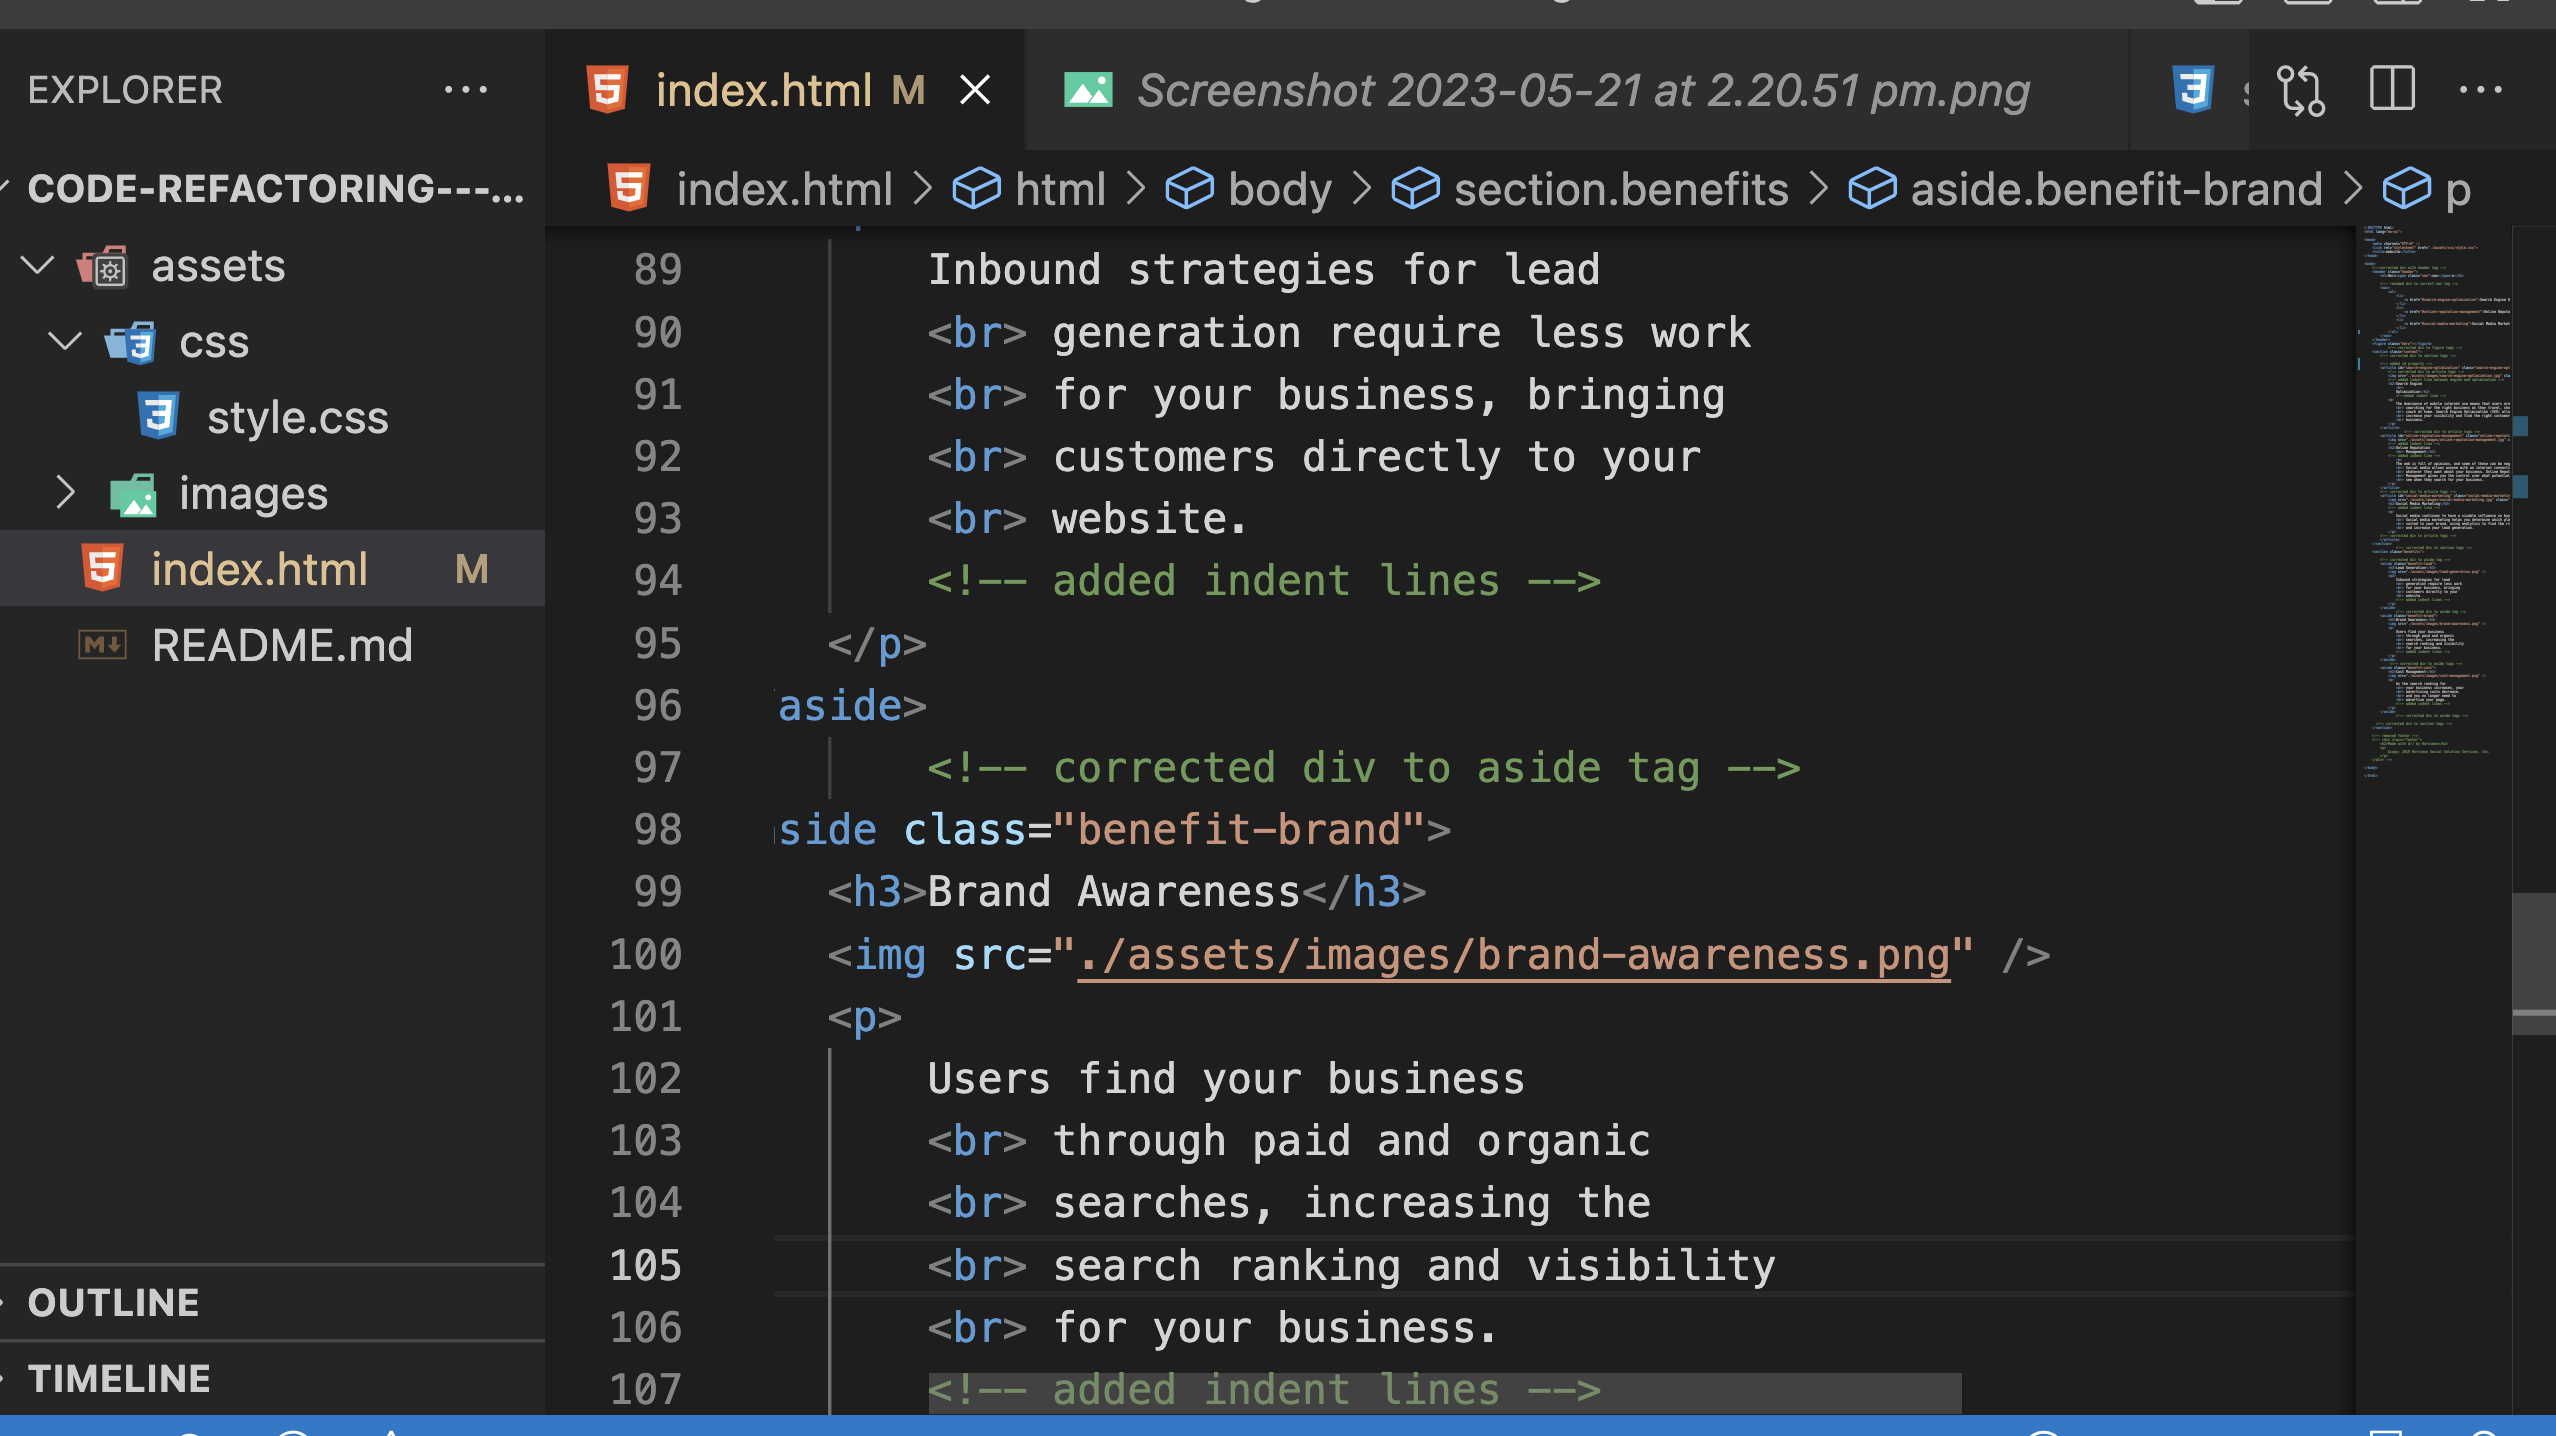 EXPLORER
index.html M
Screenshot 2023-05-21 at 2.20.51 pm.png
CODE-REFACTORING---...
index.html > html > body > section.benefits > aside.benefit-brand > p
assets
css
style.css
images
index.html M
README.md
OUTLINE
TIMELINE
89 Inbound strategies for lead
90 <br> generation require less work
91 <br> for your business, bringing
92 <br> customers directly to your
93 <br> website.
94 <!-- added indent lines -->
95 </p>
96 aside>
97 <!-- corrected div to aside tag -->
98 side class="benefit-brand">
99 <h3>Brand Awareness</h3>
100 <img src="./assets/images/brand-awareness.png" />
101 <p>
102 Users find your business
103 <br> through paid and organic
104 <br> searches, increasing the
105 <br> search ranking and visibility
106 <br> for your business.
107 <!-- added indent lines -->